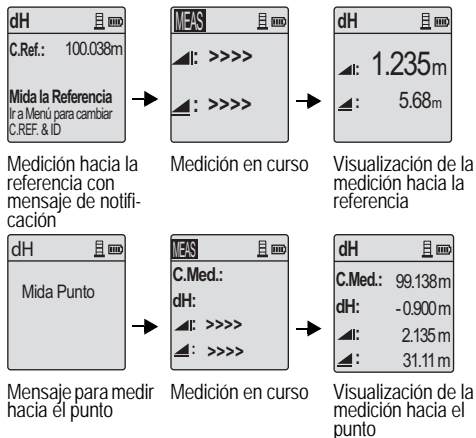 dH
C.Ref.: 100.038m
Mida la Referencia
Ir a Menú para cambiar
C.REF. & ID
MEAS
: >>>>
: >>>>
dH
: 1.235m
: 5.68m
Medición hacia la
referencia con
mensaje de notifi-
cación
Medición en curso
Visualización de la
medición hacia la
referencia
dH
Mida Punto
MEAS
C.Med.:
dH:
: >>>>
: >>>>
dH
C.Med.: 99.138m
dH: -0.900m
: 2.135m
: 31.11m
Mensaje para medir
hacia el punto
Medición en curso
Visualización de la
medición hacia el
punto